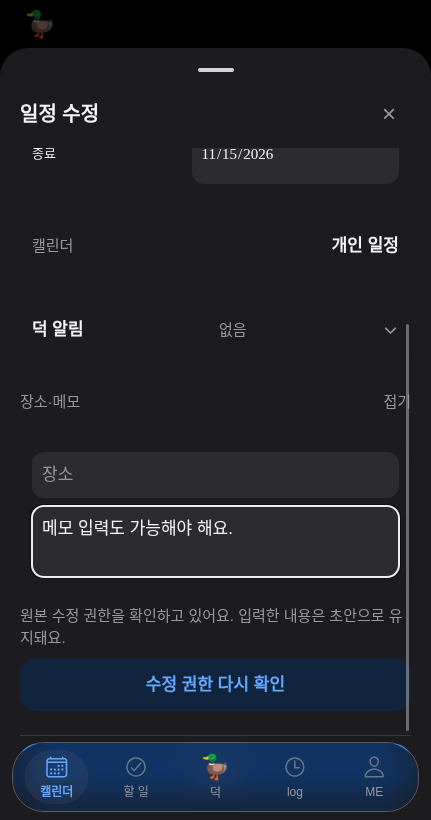 일정 수정
종료
11/15/2026
캘린더
개인 일정
덕 알림
없음
장소·메모
접기
장소
메모 입력도 가능해야 해요.
원본 수정 권한을 확인하고 있어요. 입력한 내용은 초안으로 유
지돼요.
수정 권한 다시 확인
캘린더
할 일
덕
log
ME